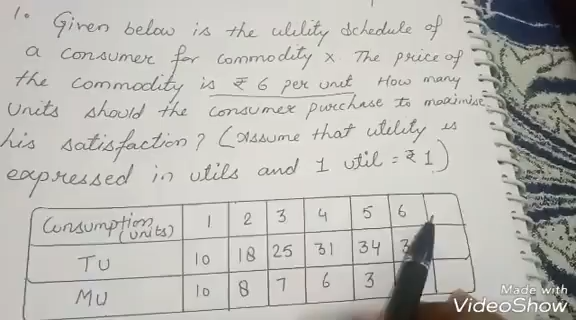 1. Given below is the utility schedule of
a consumer for commodity x. The price of
the commodity is ₹ 6 per unit How many
units should the consumer purchase to maximise
his satisfaction? (Assume that utility is
expressed in utils and 1 util = ₹ 1)
Consumption (units) 1 2 3 4 5 6
TU 10 18 25 31 34
MU 10 8 7 6 3
Made with
VideoShow